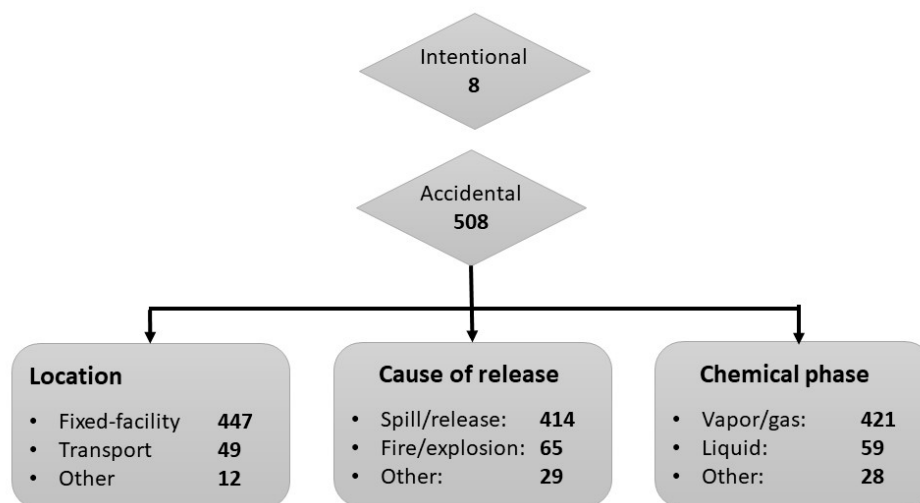 Intentional
8
Accidental
508
Location
• Fixed-facility 447
• Transport 49
• Other 12
Cause of release
• Spill/release: 414
• Fire/explosion: 65
• Other: 29
Chemical phase
• Vapor/gas: 421
• Liquid: 59
• Other: 28